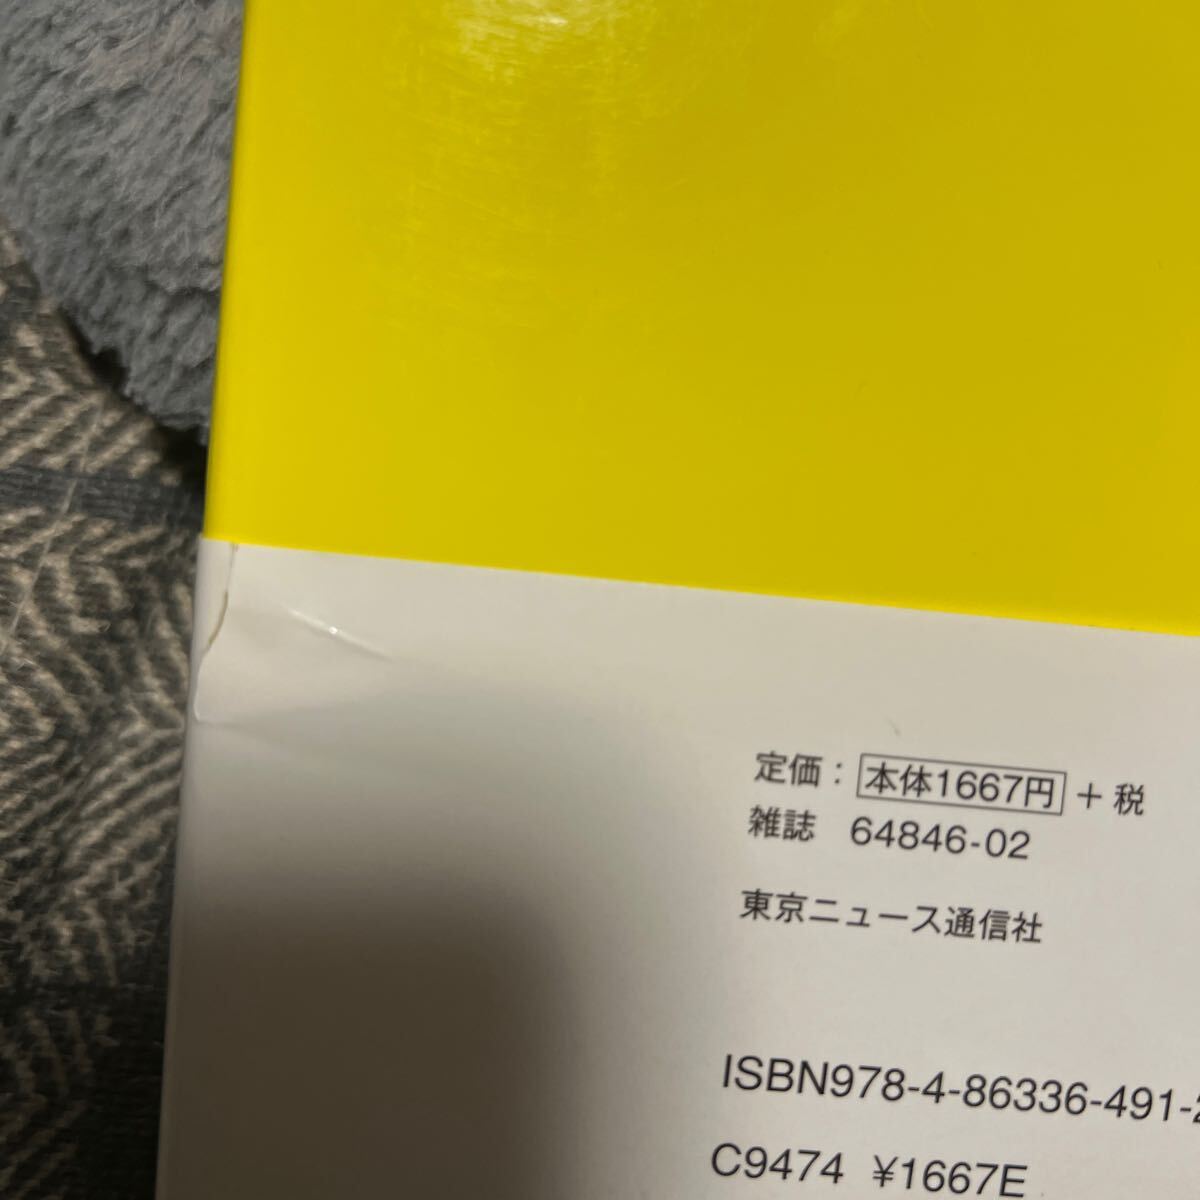 定価：本体1667円＋税
雑誌 64846-02
東京ニュース通信社
ISBN978-4-86336-491-2
C9474 ¥1667E